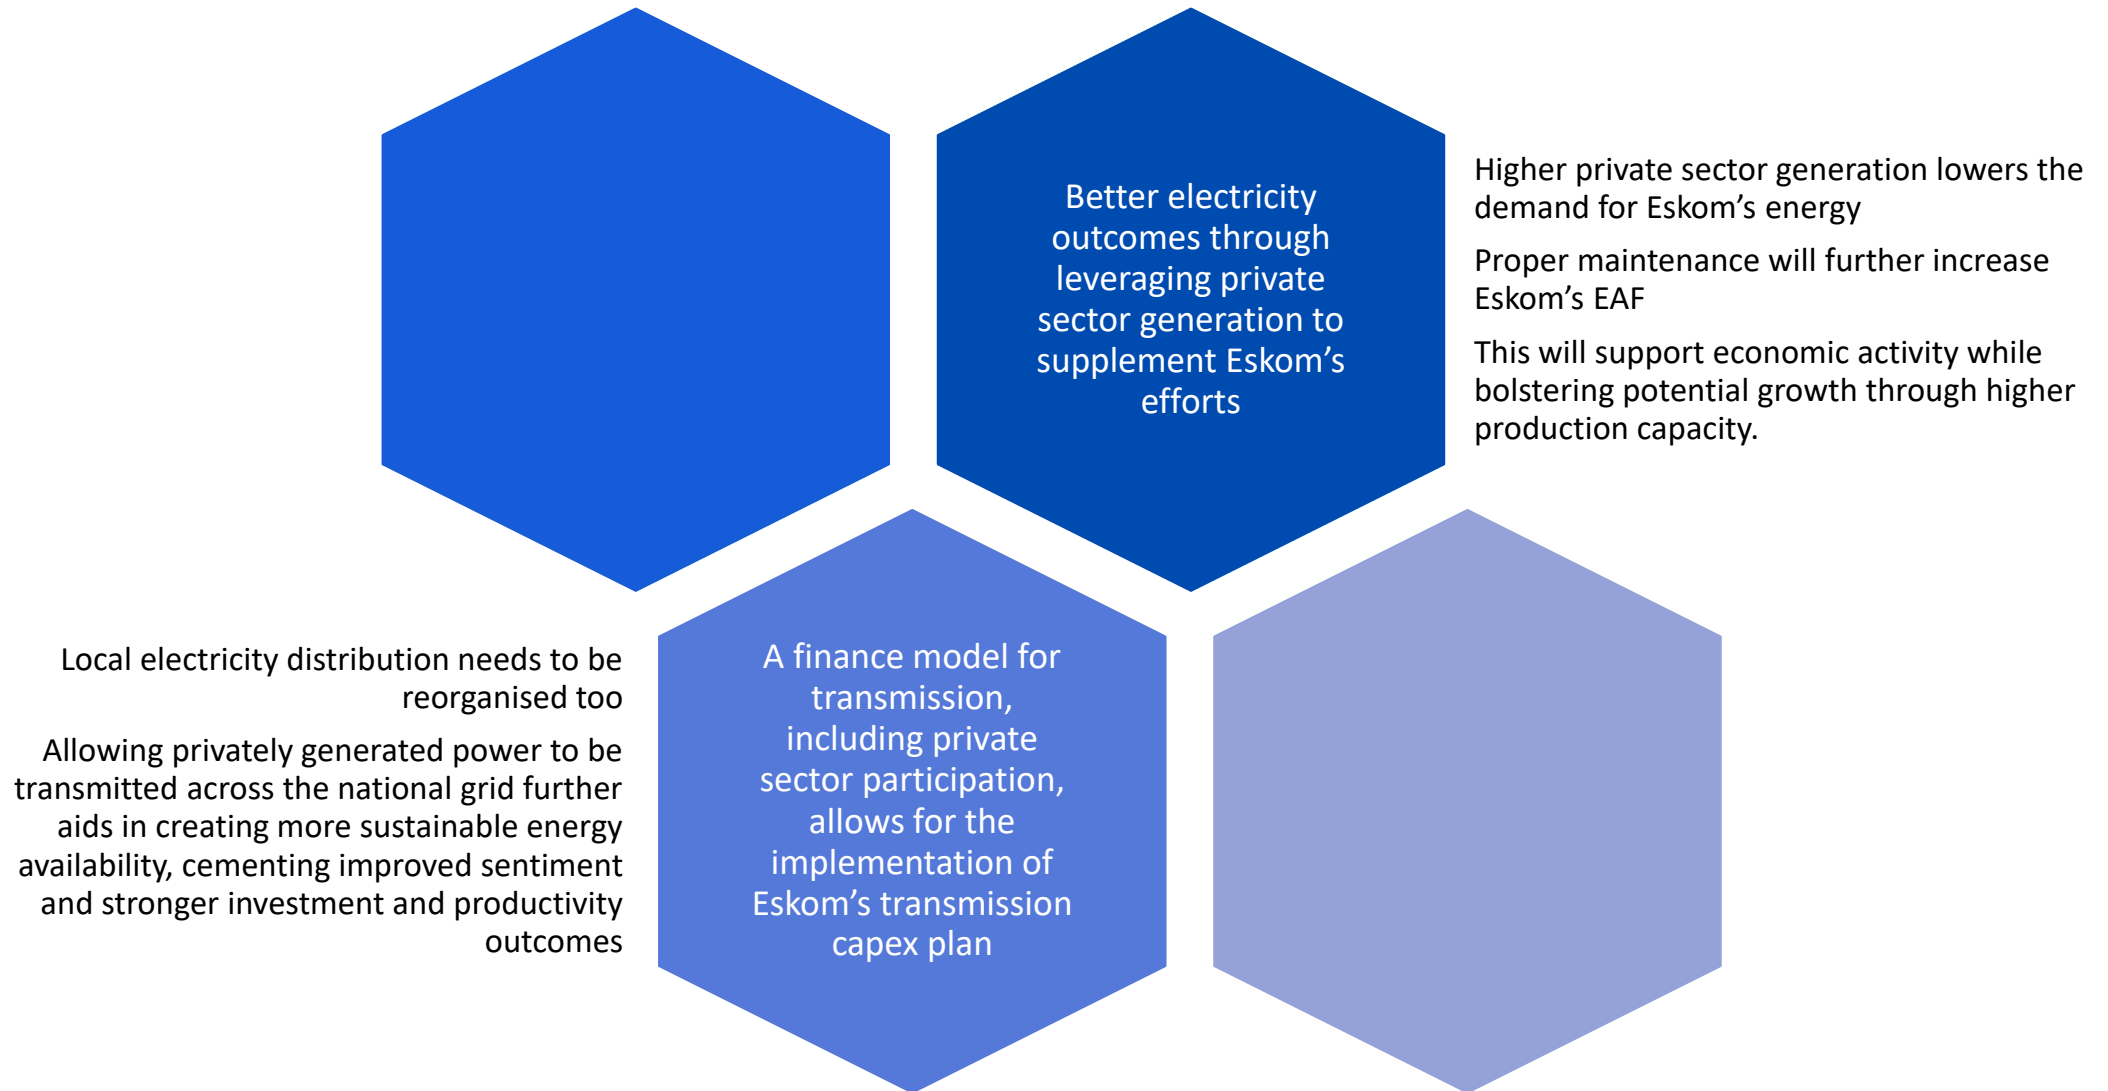 Better electricity
outcomes through
leveraging private
sector generation to
supplement Eskom’s
efforts
Higher private sector generation lowers the
demand for Eskom’s energy
Proper maintenance will further increase
Eskom’s EAF
This will support economic activity while
bolstering potential growth through higher
production capacity.
Local electricity distribution needs to be
reorganised too
Allowing privately generated power to be
transmitted across the national grid further
aids in creating more sustainable energy
availability, cementing improved sentiment
and stronger investment and productivity
outcomes
A finance model for
transmission,
including private
sector participation,
allows for the
implementation of
Eskom’s transmission
capex plan